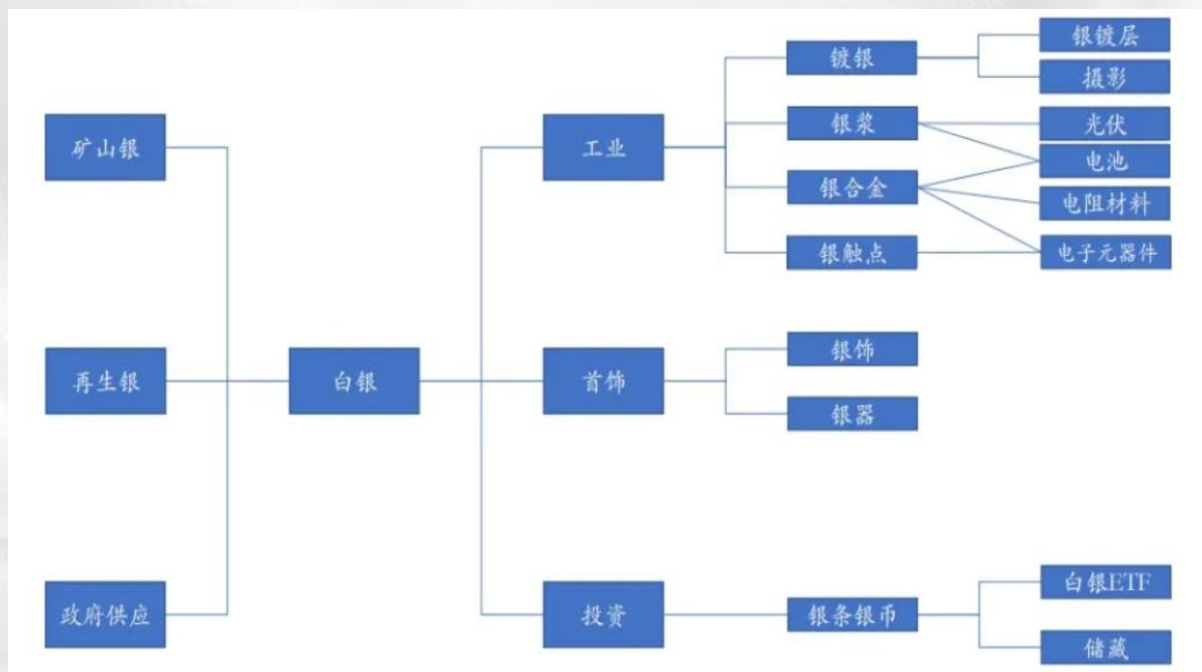 矿山银
再生银
政府供应
白银
工业
首饰
投资
镀银
银浆
银合金
银触点
银饰
银器
银条银币
银镀层
摄影
光伏
电池
电阻材料
电子元器件
白银ETF
储藏